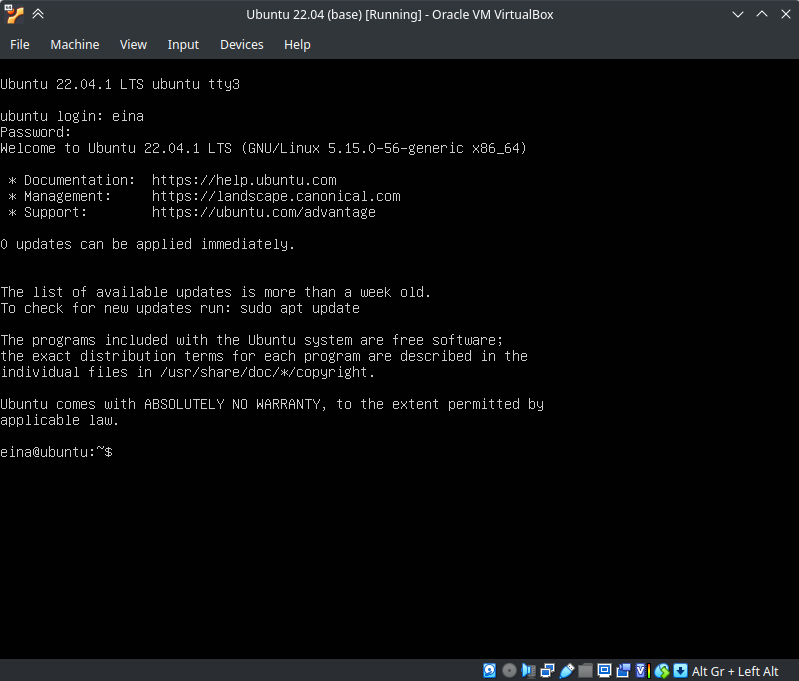 Ubuntu 22.04 (base) [Running] - Oracle VM VirtualBox
File Machine View Input Devices Help
Ubuntu 22.04.1 LTS ubuntu tty3
ubuntu login: eina
Password:
Welcome to Ubuntu 22.04.1 LTS (GNU/Linux 5.15.0-56-generic x86_64)
* Documentation: https://help.ubuntu.com
* Management: https://landscape.canonical.com
* Support: https://ubuntu.com/advantage
0 updates can be applied immediately.
The list of available updates is more than a week old.
To check for new updates run: sudo apt update
The programs included with the Ubuntu system are free software;
the exact distribution terms for each program are described in the
individual files in /usr/share/doc/*/copyright.
Ubuntu comes with ABSOLUTELY NO WARRANTY, to the extent permitted by
applicable law.
eina@ubuntu:~$
Alt Gr + Left Alt